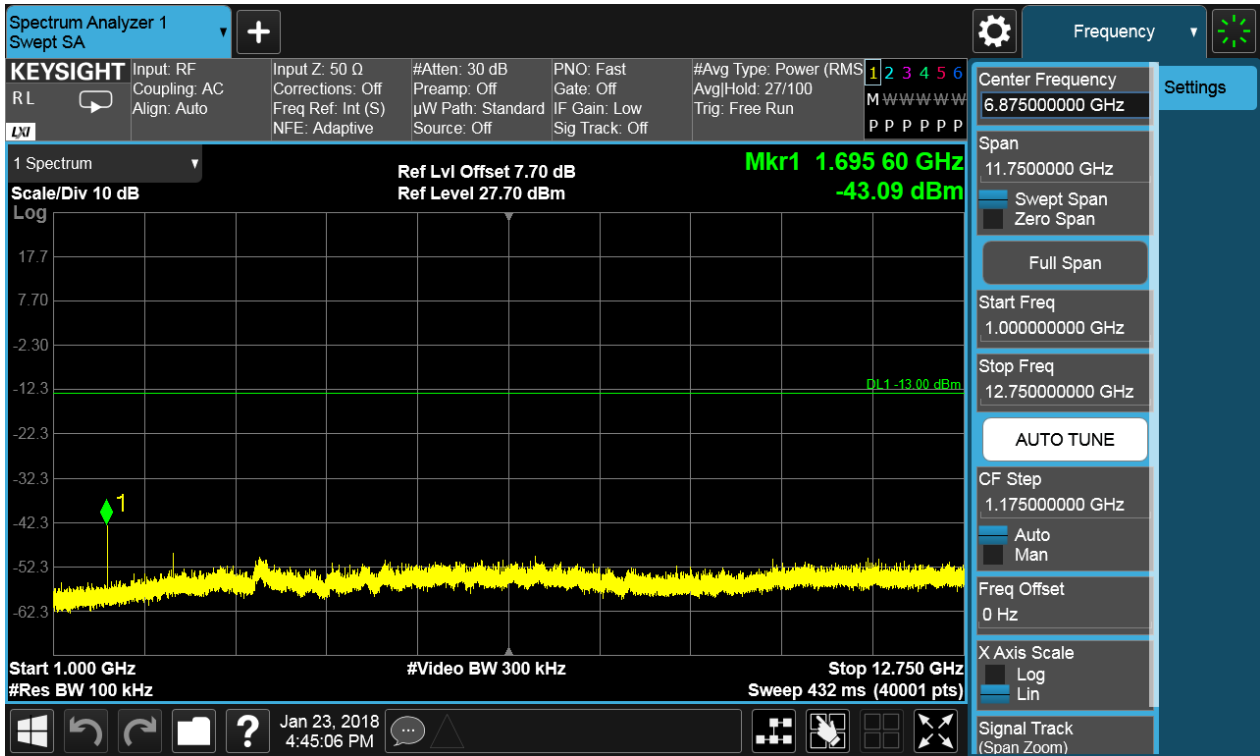 Spectrum Analyzer 1
Swept SA
Frequency
KEYSIGHT
R L
LXI
Input: RF
Coupling: AC
Align: Auto
Input Z: 50 Ω
Corrections: Off
Freq Ref: Int (S)
NFE: Adaptive
#Atten: 30 dB
Preamp: Off
µW Path: Standard
Source: Off
PNO: Fast
Gate: Off
IF Gain: Low
Sig Track: Off
#Avg Type: Power (RMS
Avg|Hold: 27/100
Trig: Free Run
1 2 3 4 5 6
M W W W W W
P P P P P P
1 Spectrum
Scale/Div 10 dB
Log
Ref Lvl Offset 7.70 dB
Ref Level 27.70 dBm
Mkr1 1.695 60 GHz
-43.09 dBm
17.7
7.70
-2.30
-12.3
DL1 -13.00 dBm
-22.3
-32.3
1
-42.3
-52.3
-62.3
Start 1.000 GHz
#Video BW 300 kHz
Stop 12.750 GHz
#Res BW 100 kHz
Sweep 432 ms (40001 pts)
?
Jan 23, 2018
4:45:06 PM
Center Frequency
6.875000000 GHz
Settings
Span
11.7500000 GHz
Swept Span
Zero Span
Full Span
Start Freq
1.000000000 GHz
Stop Freq
12.750000000 GHz
AUTO TUNE
CF Step
1.175000000 GHz
Auto
Man
Freq Offset
0 Hz
X Axis Scale
Log
Lin
Signal Track
(Span Zoom)